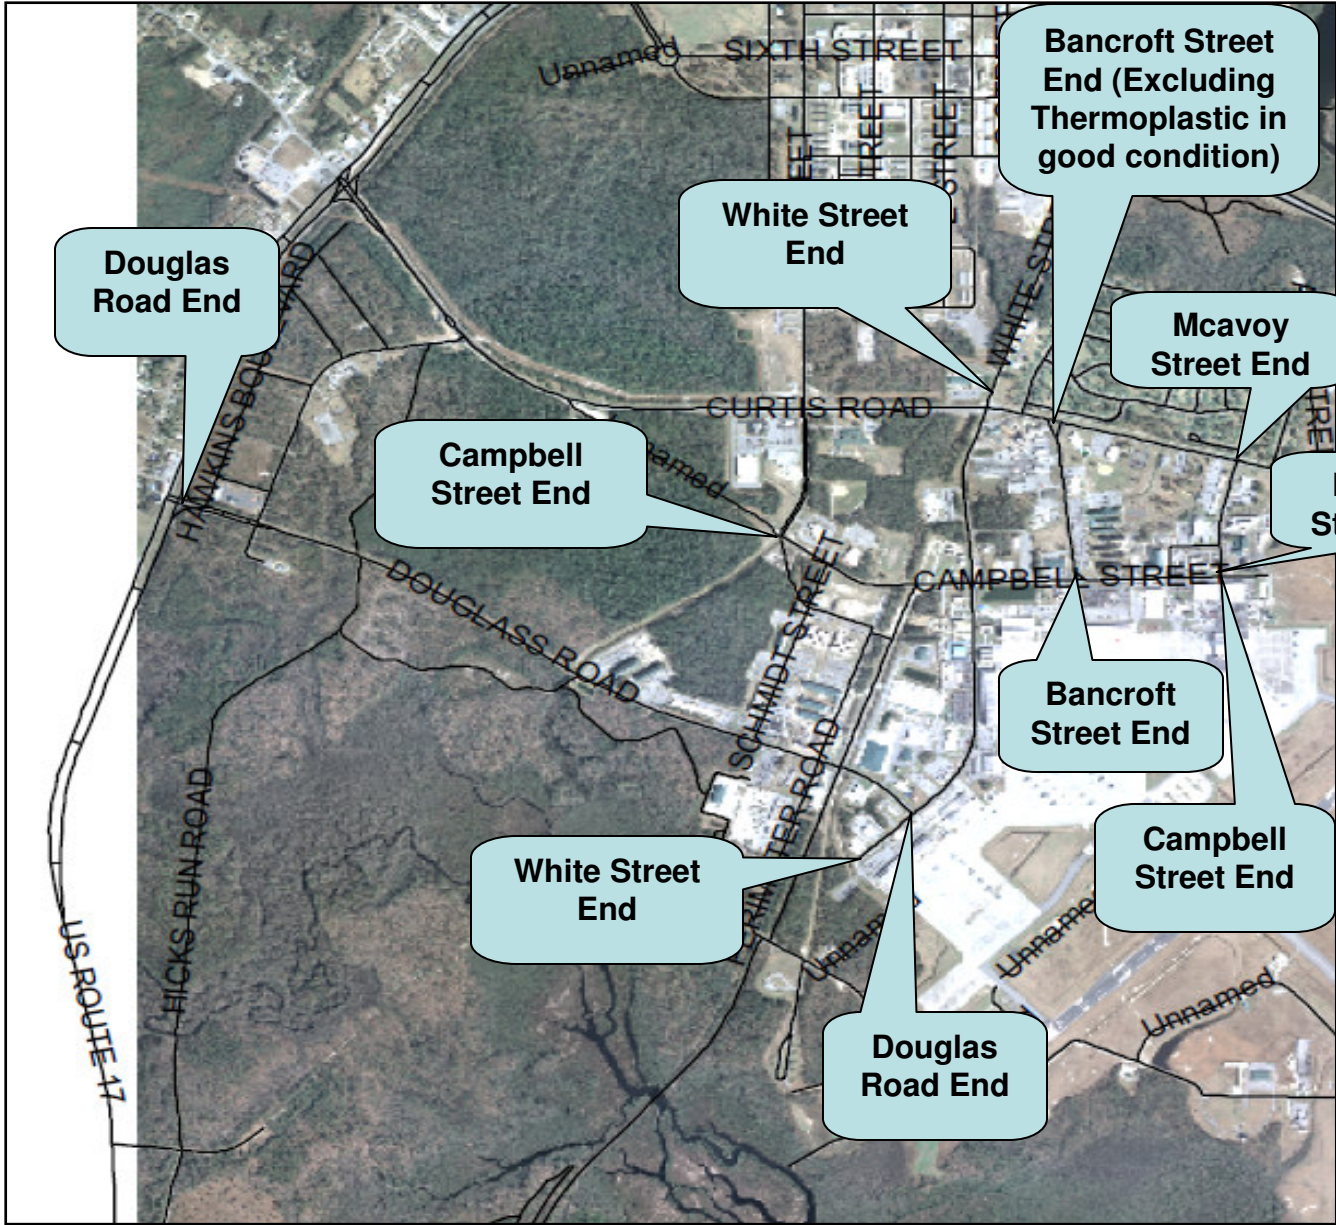 Unnamed
SIXTH STREET
Bancroft Street
End (Excluding
Thermoplastic in
good condition)
STREET
White Street
End
WHITE STR
Douglas
Road End
HAWKINS BOULEVARD
Mcavoy
Street End
CURTIS ROAD
Campbell
Street End
named
CAMPBELL STREET
DOUGLASS ROAD
SCHMIDT STREET
Bancroft
Street End
PERIMETER ROAD
HICKS RUN ROAD
White Street
End
Campbell
Street End
US ROUTE 17
Unnamed
Unnamed
Unnamed
Douglas
Road End